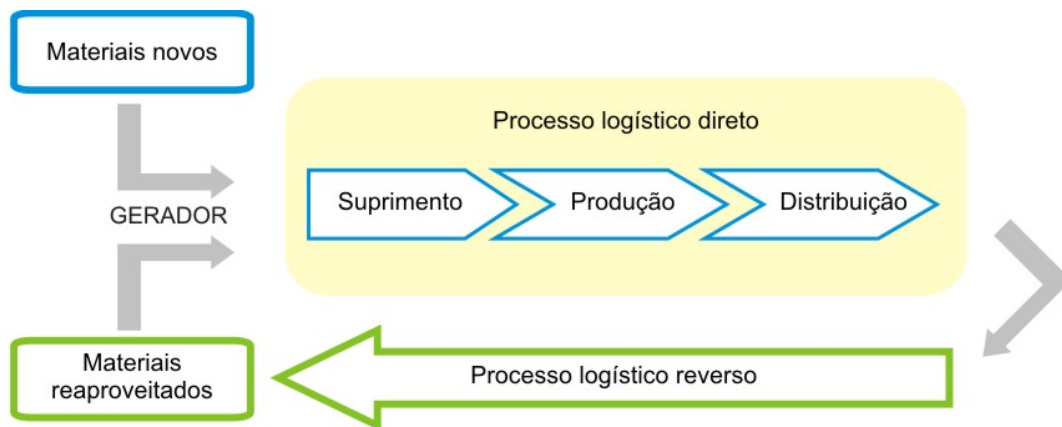 Materiais novos
Processo logístico direto
Suprimento
Produção
Distribuição
GERADOR
Materiais
reaproveitados
Processo logístico reverso